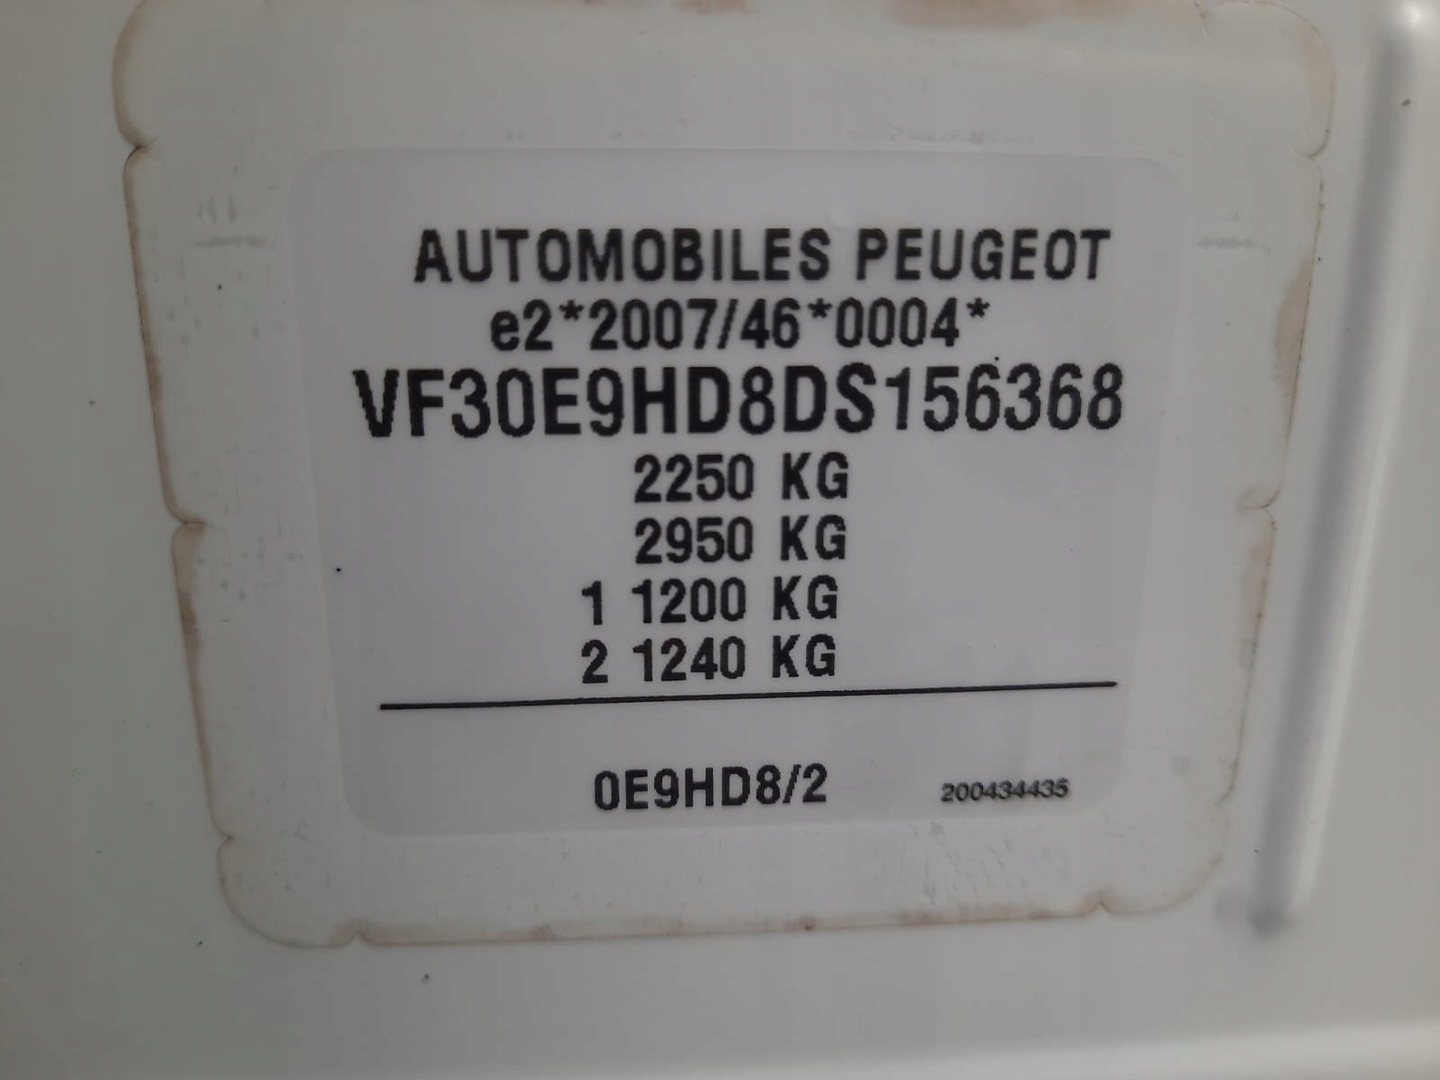 AUTOMOBILES PEUGEOT
e2*2007/46*0004*
VF30E9HD8DS156368
2250 KG
2950 KG
1 1200 KG
2 1240 KG
0E9HD8/2
200434435